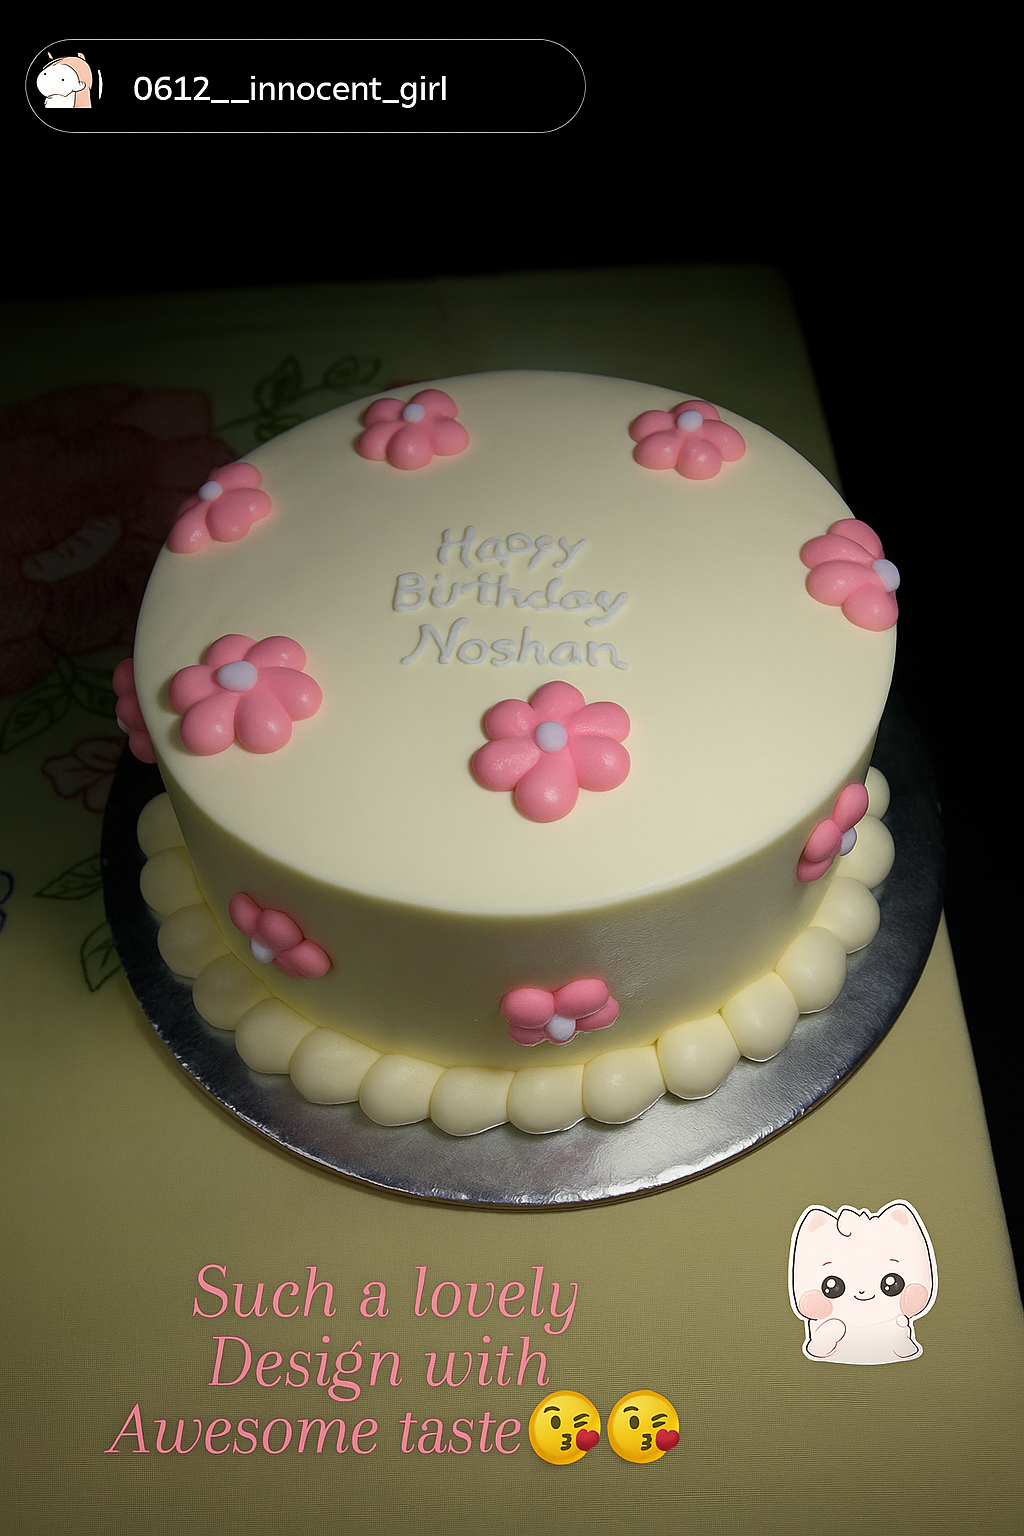 0612__innocent_girl
Happy
Birthday
Noshan
Such a lovely
Design with
Awesome taste😘😘